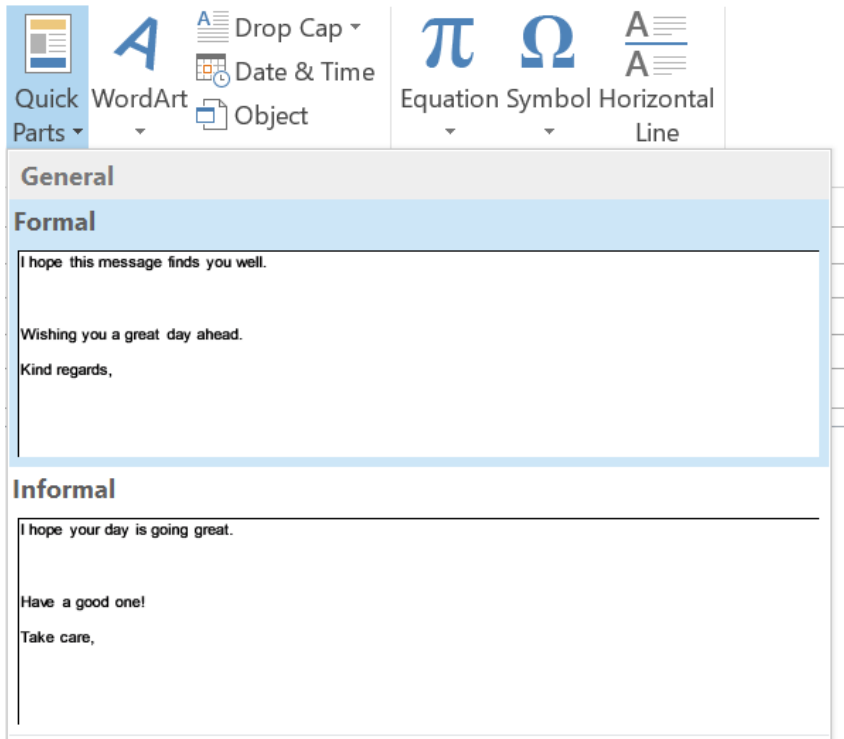 Quick
Parts
WordArt
A
Drop Cap
Date & Time
Object
π
Equation
Ω
Symbol
A
A
Horizontal
Line
General
Formal
I hope this message finds you well.
Wishing you a great day ahead.
Kind regards,
Informal
I hope your day is going great.
Have a good one!
Take care,